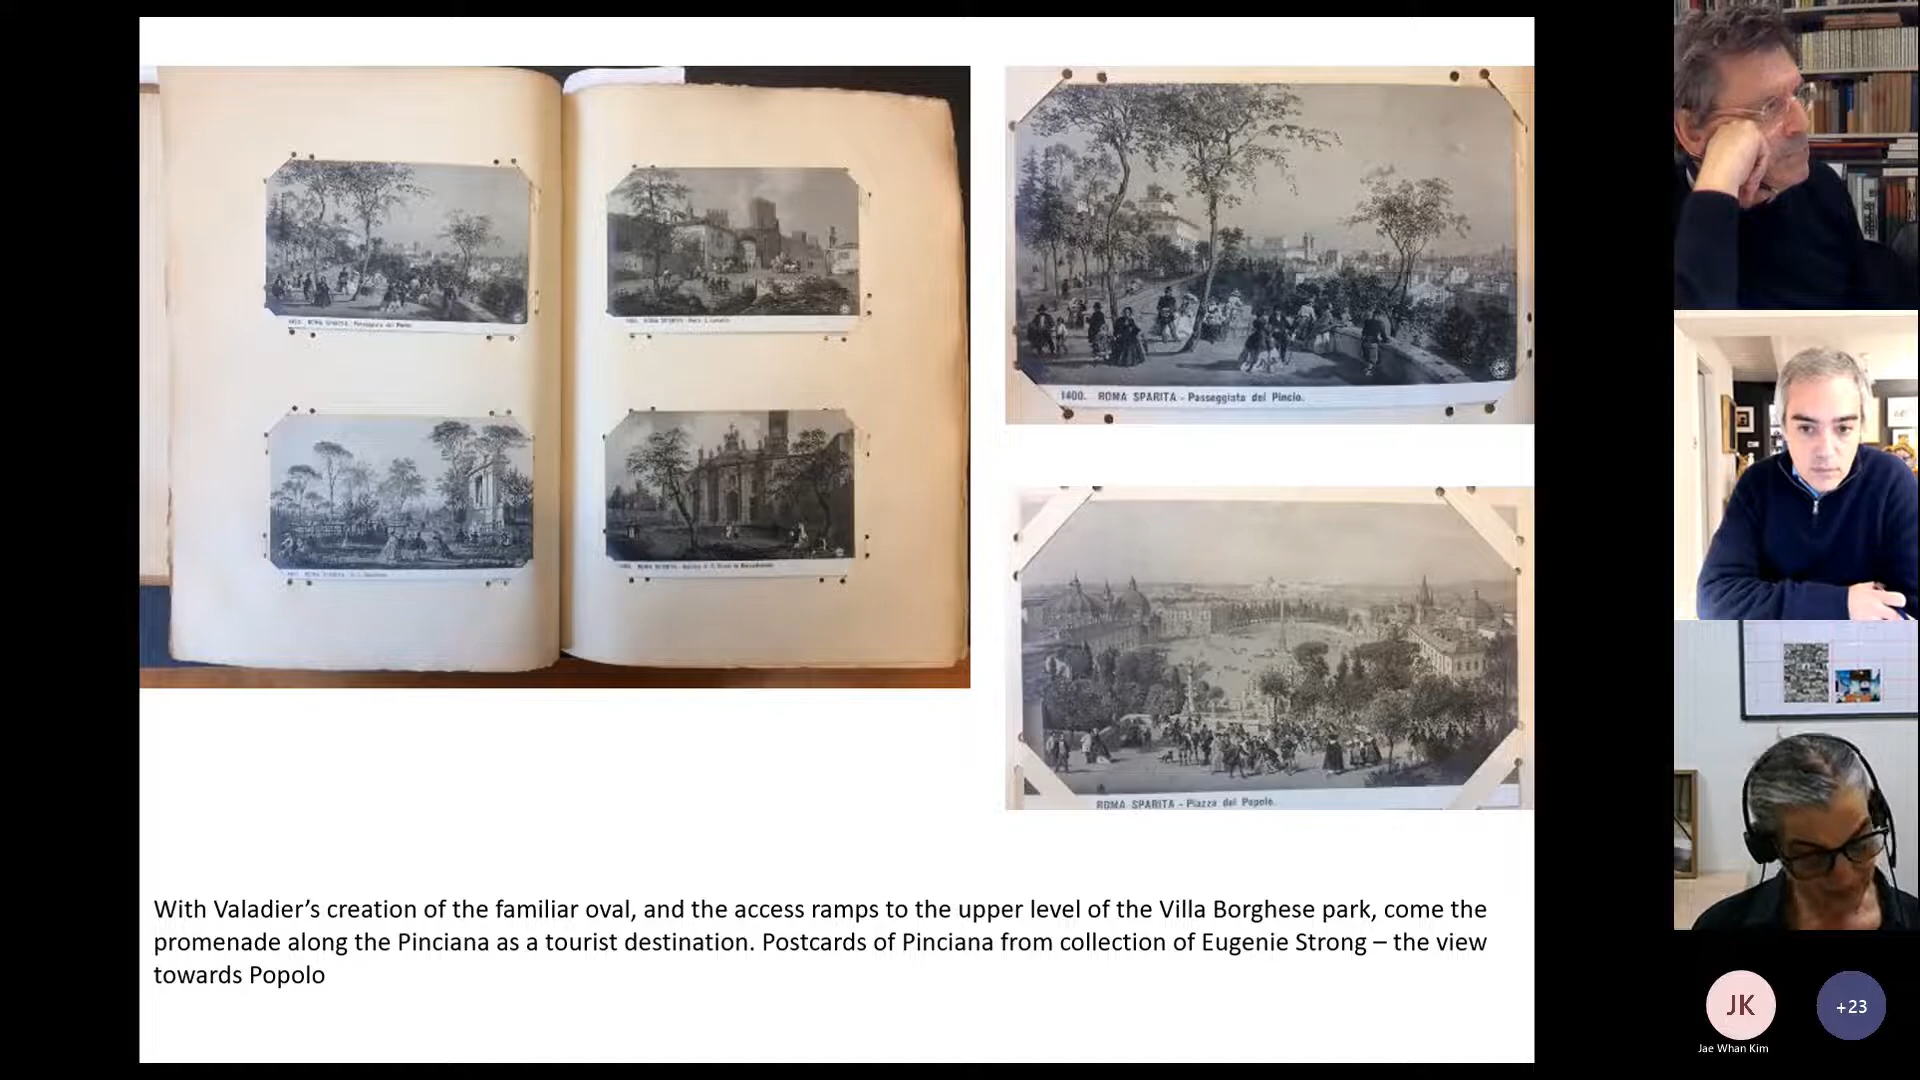 1400. ROMA SPARITA - Passeggiata del Pincio.
ROMA SPARITA - Piazza del Popolo.
With Valadier’s creation of the familiar oval, and the access ramps to the upper level of the Villa Borghese park, come the
promenade along the Pinciana as a tourist destination. Postcards of Pinciana from collection of Eugenie Strong – the view
towards Popolo
JK
+23
Jae Whan Kim